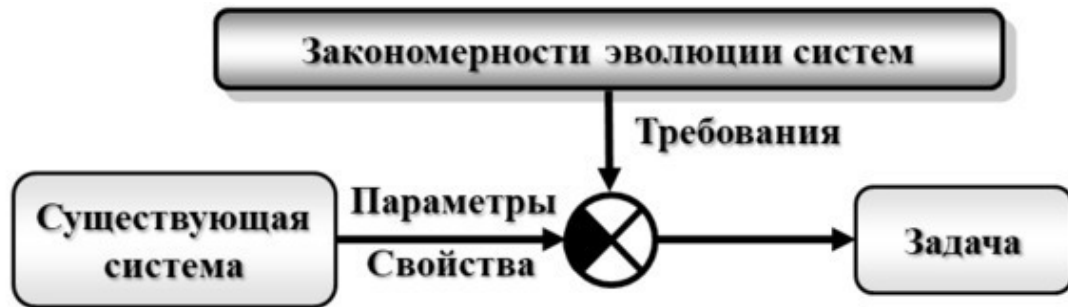 Закономерности эволюции систем
Требования
Существующая
система
Параметры
Свойства
Задача